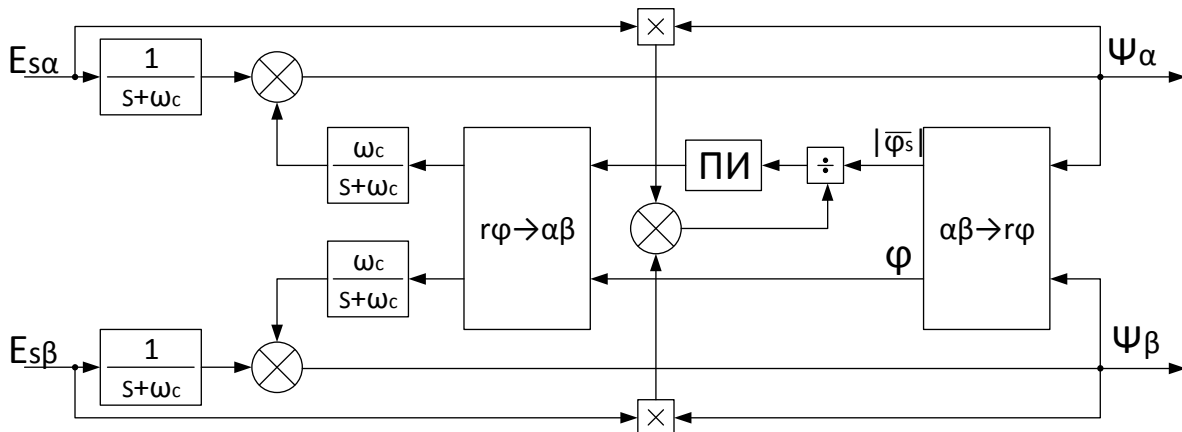 ×
Esα
1
s+ωc
Ψα
ωc
s+ωc
rφ→αβ
ПИ
÷
|φs|
αβ→rφ
ωc
s+ωc
φ
Esβ
1
s+ωc
Ψβ
×